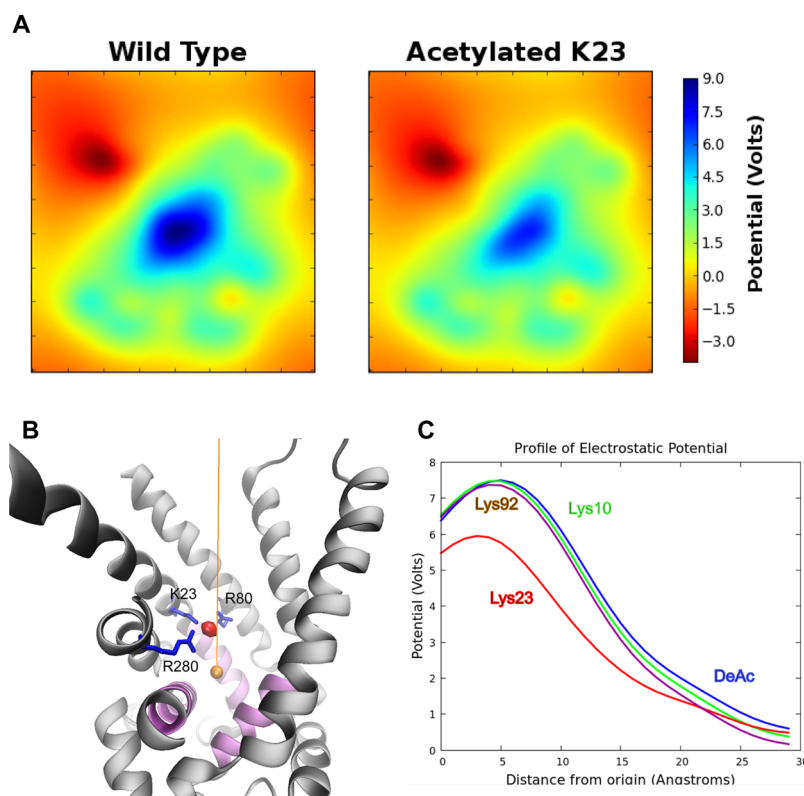 A
Wild Type
Acetylated K23
9.0
7.5
6.0
4.5
3.0
1.5
0.0
−1.5
−3.0
Potential (Volts)
B
K23
R80
R280
C
Profile of Electrostatic Potential
8
7
6
5
4
3
2
1
0
Potential (Volts)
Lys92
Lys10
Lys23
DeAc
0
5
10
15
20
25
Distance from origin (Angstroms)